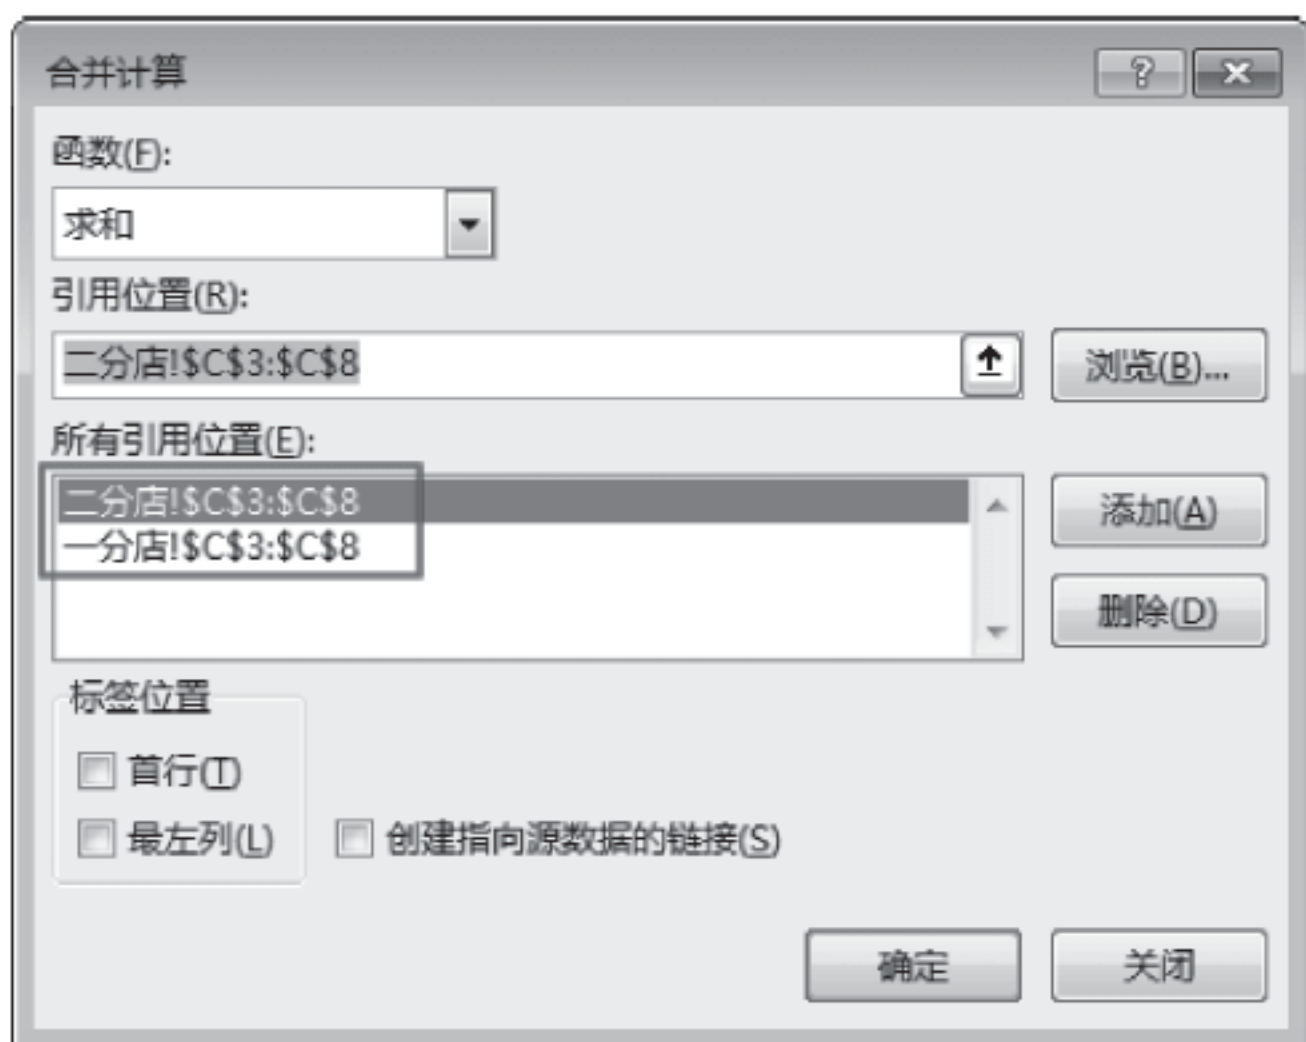 合并计算
函数(F):
求和
引用位置(R):
二分店!$C$3:$C$8
浏览(B)...
所有引用位置(E):
二分店!$C$3:$C$8
一分店!$C$3:$C$8
添加(A)
删除(D)
标签位置
首行(T)
最左列(L)
创建指向源数据的链接(S)
确定
关闭